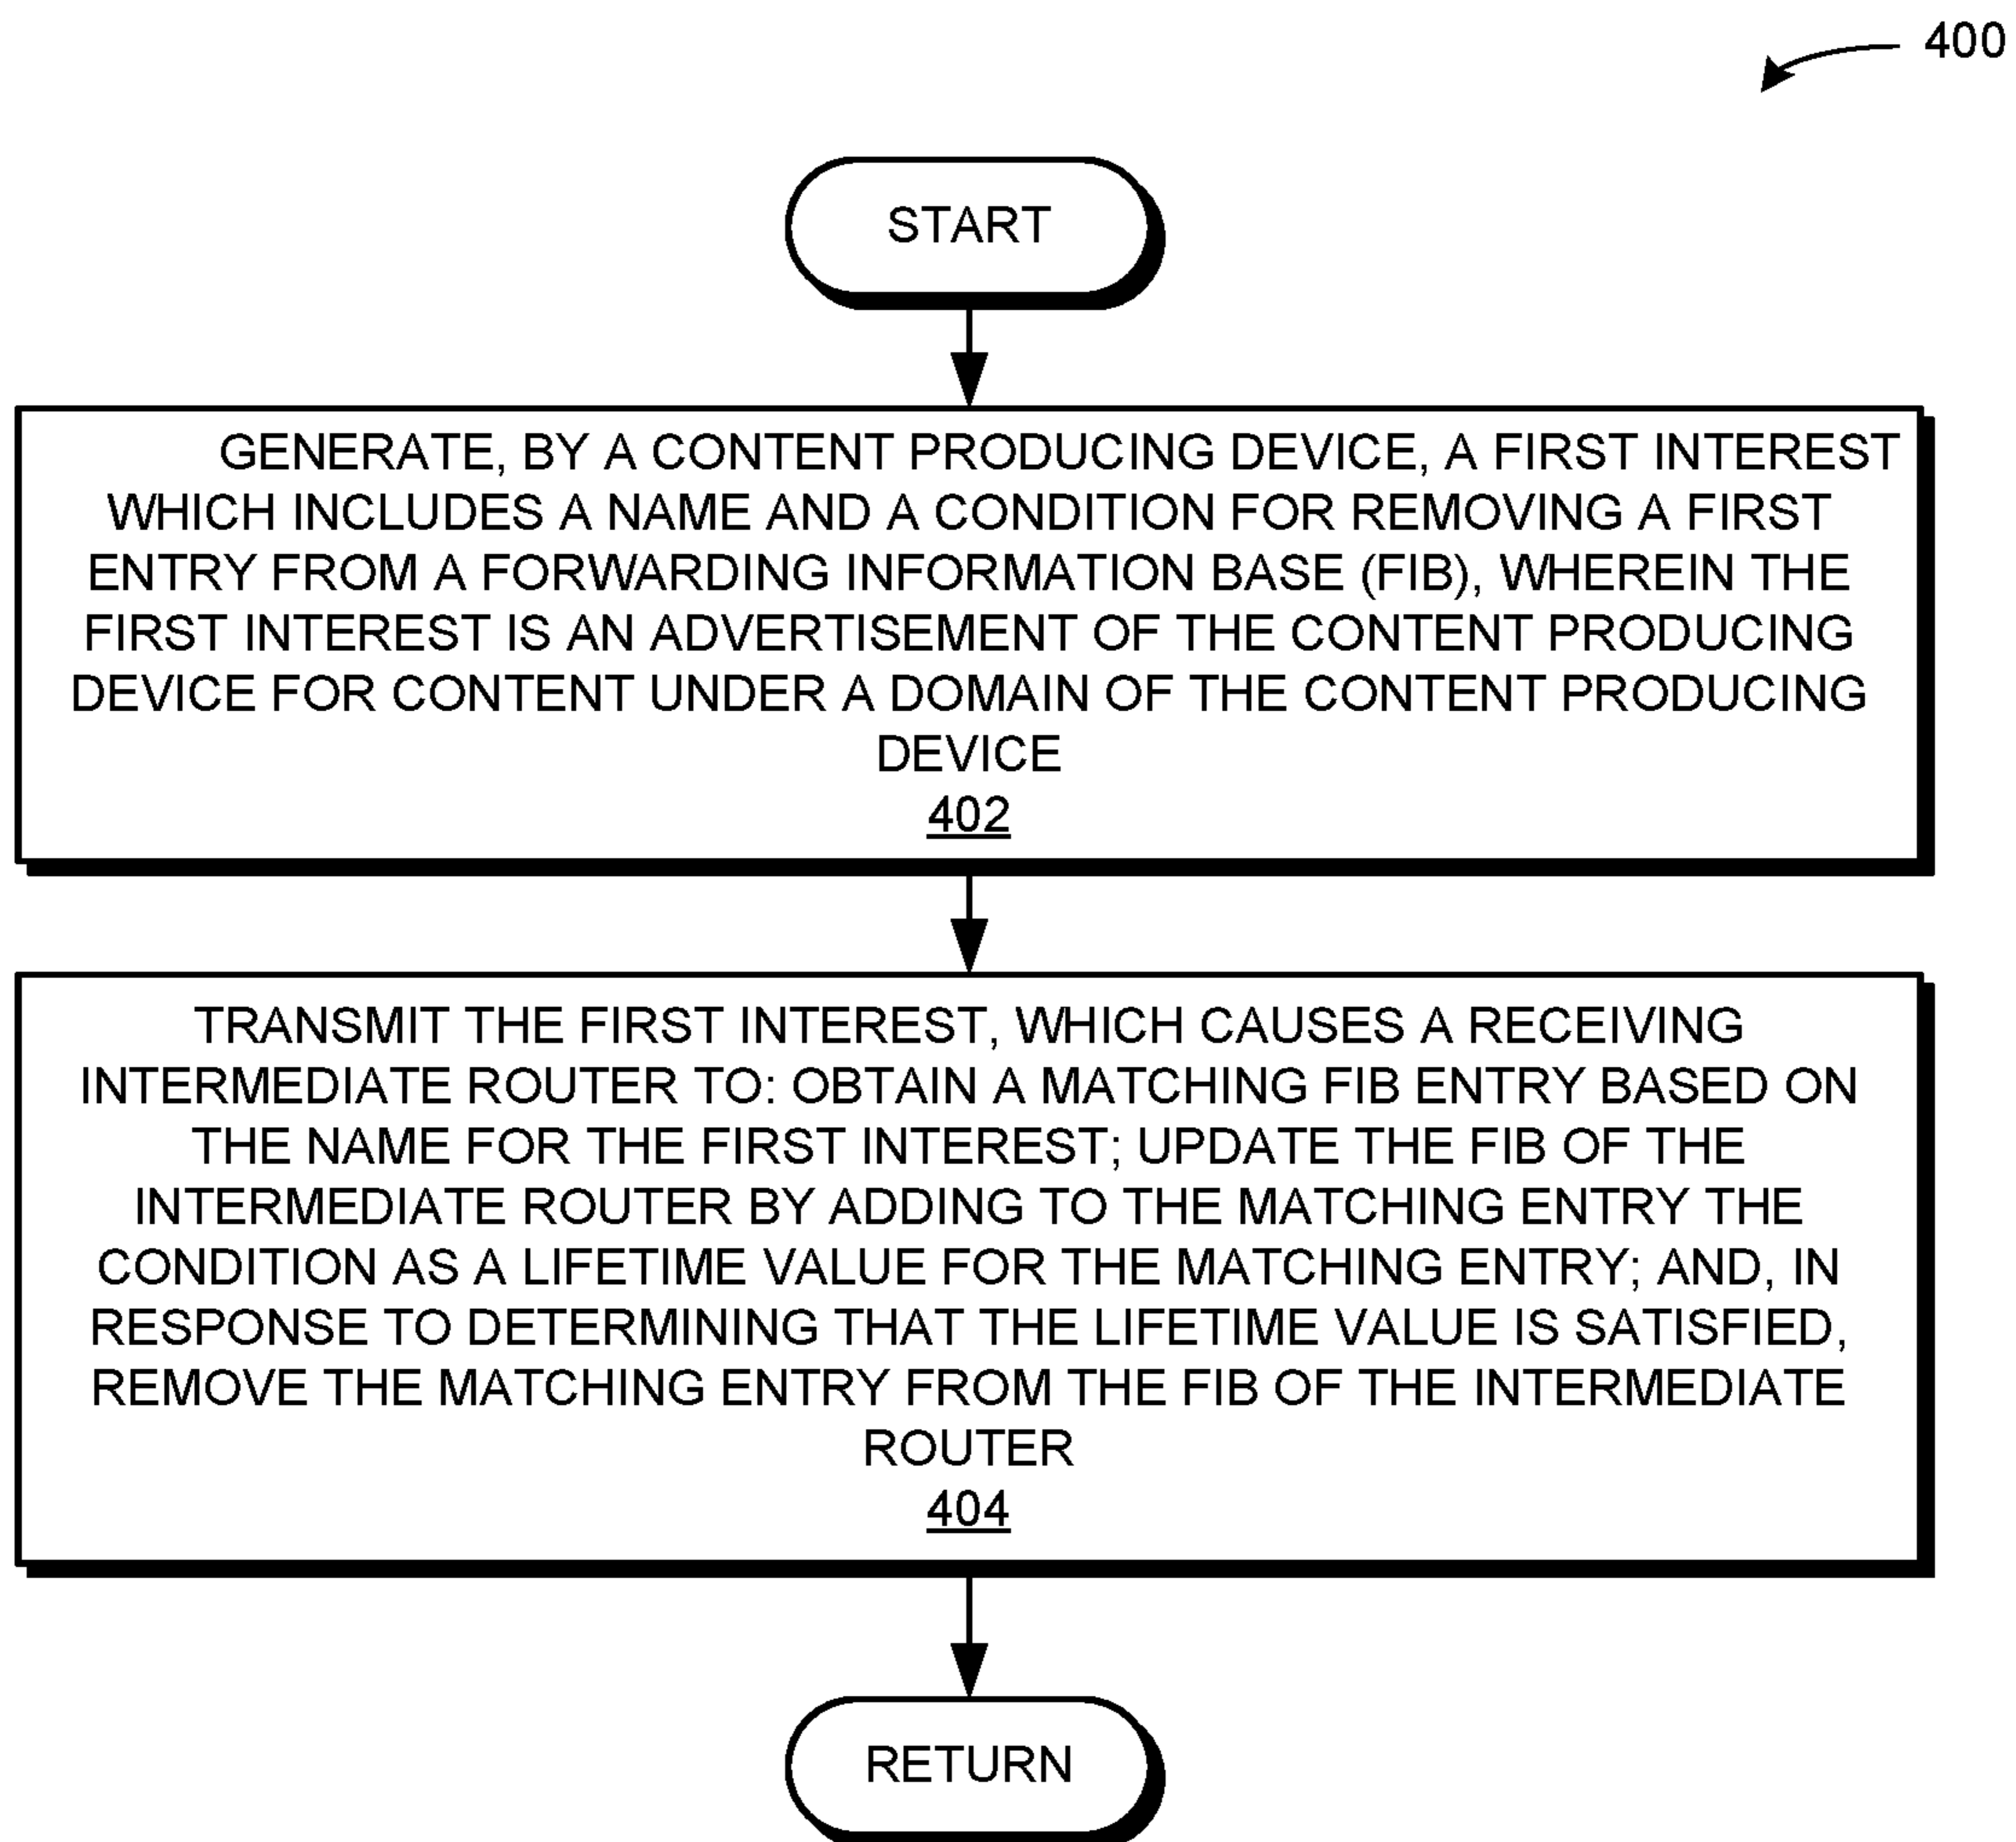 400
START
GENERATE, BY A CONTENT PRODUCING DEVICE, A FIRST INTEREST
WHICH INCLUDES A NAME AND A CONDITION FOR REMOVING A FIRST
ENTRY FROM A FORWARDING INFORMATION BASE (FIB), WHEREIN THE
FIRST INTEREST IS AN ADVERTISEMENT OF THE CONTENT PRODUCING
DEVICE FOR CONTENT UNDER A DOMAIN OF THE CONTENT PRODUCING
DEVICE
402
TRANSMIT THE FIRST INTEREST, WHICH CAUSES A RECEIVING
INTERMEDIATE ROUTER TO: OBTAIN A MATCHING FIB ENTRY BASED ON
THE NAME FOR THE FIRST INTEREST; UPDATE THE FIB OF THE
INTERMEDIATE ROUTER BY ADDING TO THE MATCHING ENTRY THE
CONDITION AS A LIFETIME VALUE FOR THE MATCHING ENTRY; AND, IN
RESPONSE TO DETERMINING THAT THE LIFETIME VALUE IS SATISFIED,
REMOVE THE MATCHING ENTRY FROM THE FIB OF THE INTERMEDIATE
ROUTER
404
RETURN